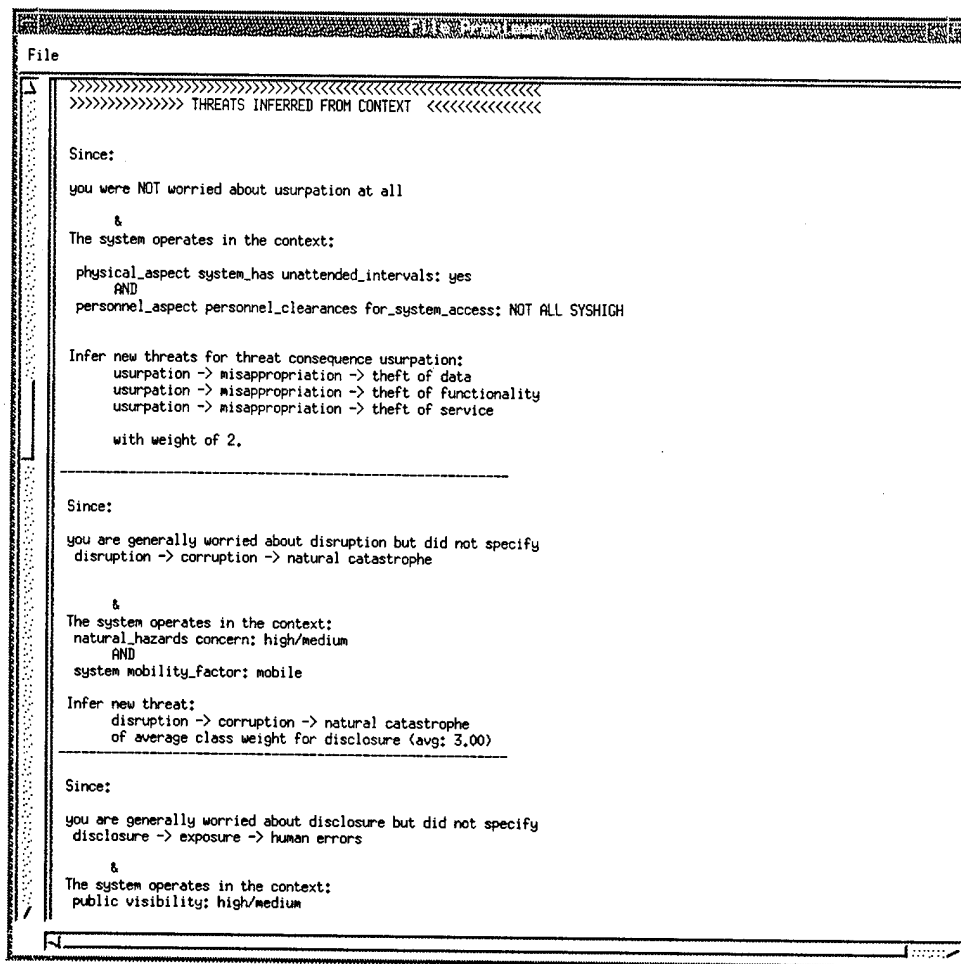 File Previewer
File
>>>>>>>>>>>>>>>>>>>>>>>>>>>>>>><<<<<<<<<<<<<<<<<<<<<<<<<<<<<<<<
>>>>>>>>>>>>>>> THREATS INFERRED FROM CONTEXT <<<<<<<<<<<<<<<
Since:
you were NOT worried about usurpation at all
&
The system operates in the context:
physical_aspect system_has unattended_intervals: yes
AND
personnel_aspect personnel_clearances for_system_access: NOT ALL SYSHIGH
Infer new threats for threat consequence usurpation:
usurpation -> misappropriation -> theft of data
usurpation -> misappropriation -> theft of functionality
usurpation -> misappropriation -> theft of service
with weight of 2.
------------------------------------------------------------
Since:
you are generally worried about disruption but did not specify
disruption -> corruption -> natural catastrophe
&
The system operates in the context:
natural_hazards concern: high/medium
AND
system mobility_factor: mobile
Infer new threat:
disruption -> corruption -> natural catastrophe
of average class weight for disclosure (avg: 3.00)
------------------------------------------------------------
Since:
you are generally worried about disclosure but did not specify
disclosure -> exposure -> human errors
&
The system operates in the context:
public visibility: high/medium